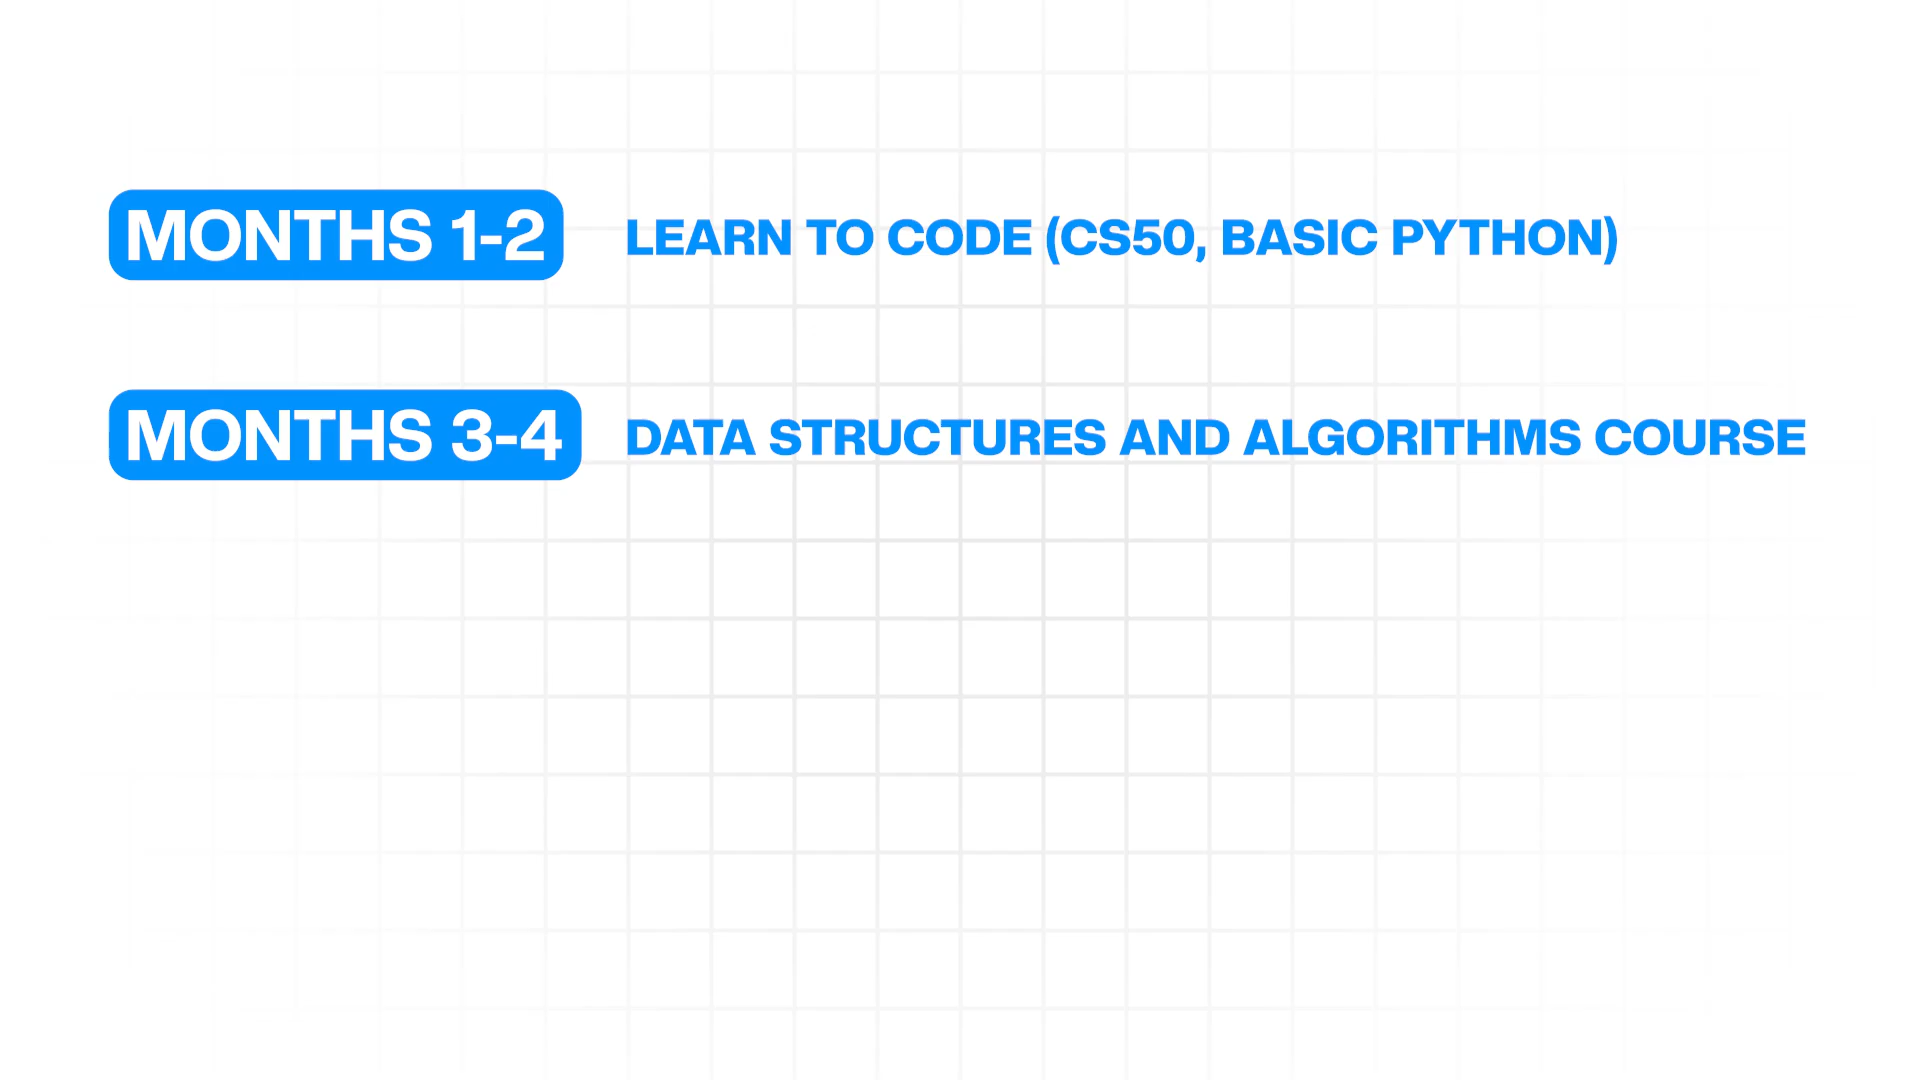 MONTHS 1-2 LEARN TO CODE (CS50, BASIC PYTHON)
MONTHS 3-4 DATA STRUCTURES AND ALGORITHMS COURSE